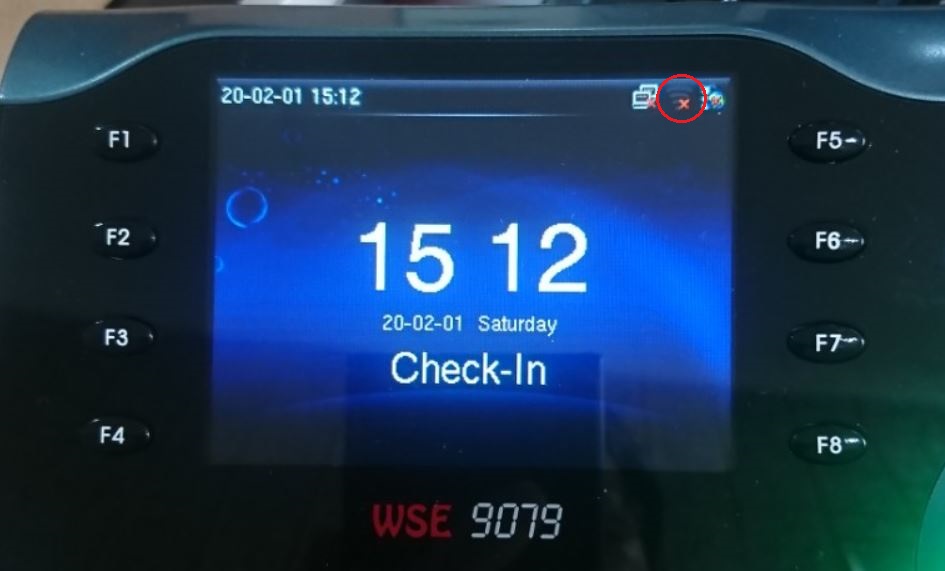 20-02-01 15:12
F1
F5
F2
15 12
F6
20-02-01 Saturday
F3
F7
Check-In
F4
F8
WSE 9079